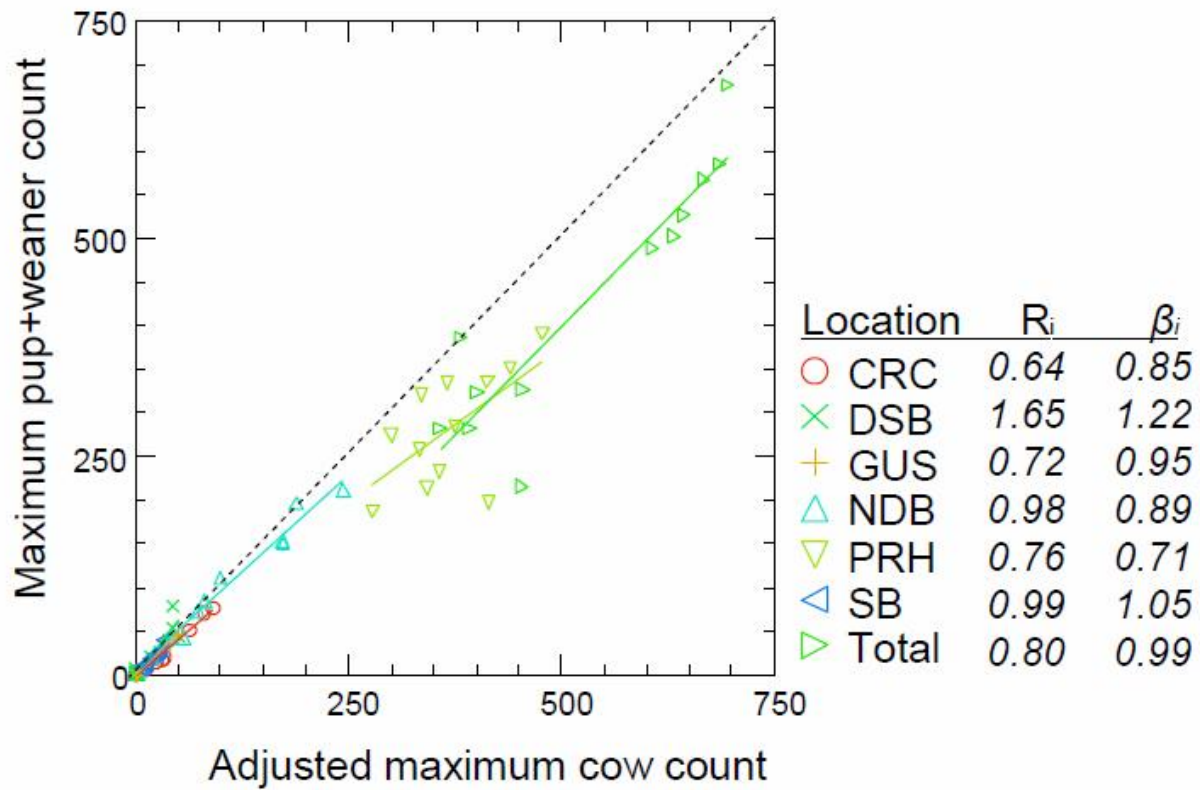 750
500
250
0
0
250
500
750
Maximum pup+weaner count
Adjusted maximum cow count
Location Ri βi
CRC 0.64 0.85
DSB 1.65 1.22
GUS 0.72 0.95
NDB 0.98 0.89
PRH 0.76 0.71
SB 0.99 1.05
Total 0.80 0.99